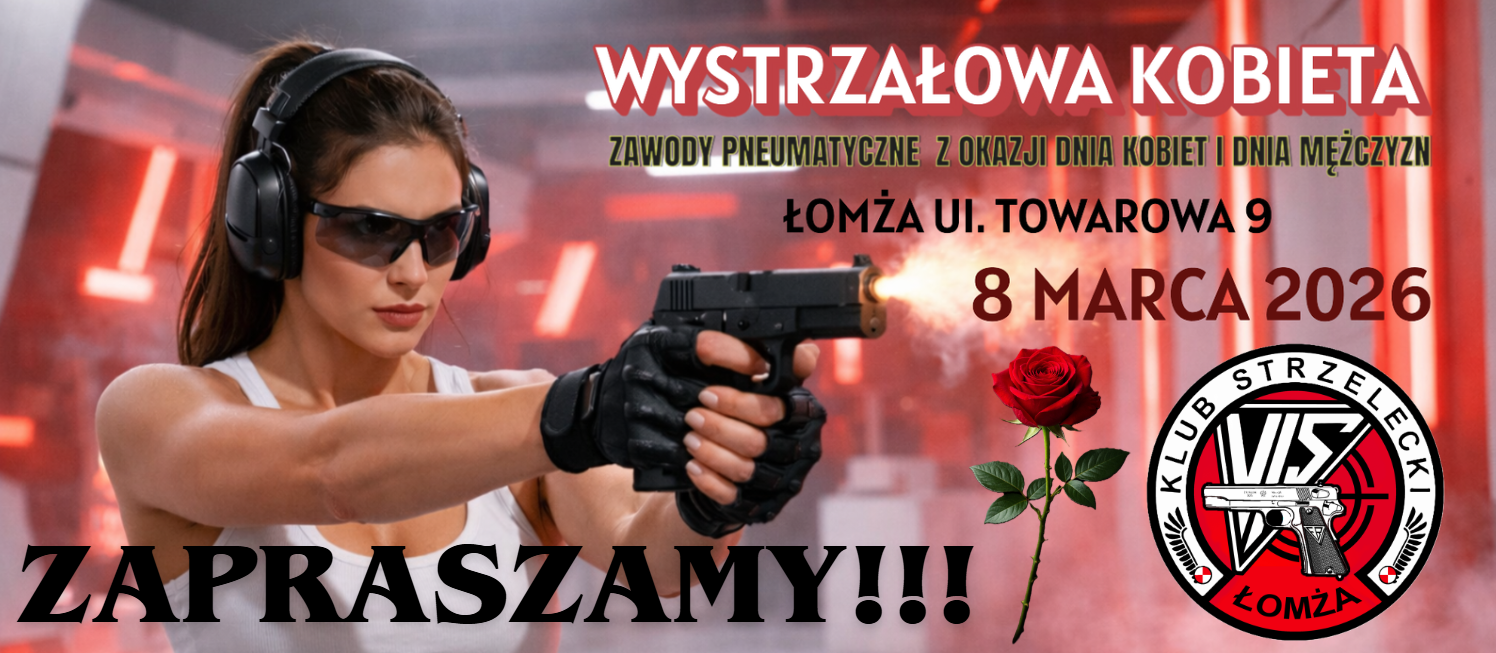 WYSTRZAŁOWA KOBIETA
ZAWODY PNEUMATYCZNE Z OKAZJI DNIA KOBIET I DNIA MĘŻCZYZN
ŁOMŻA Ul. TOWAROWA 9
8 MARCA 2026
KLUB STRZELECKI
VIS
ŁOMŻA
ZAPRASZAMY!!!